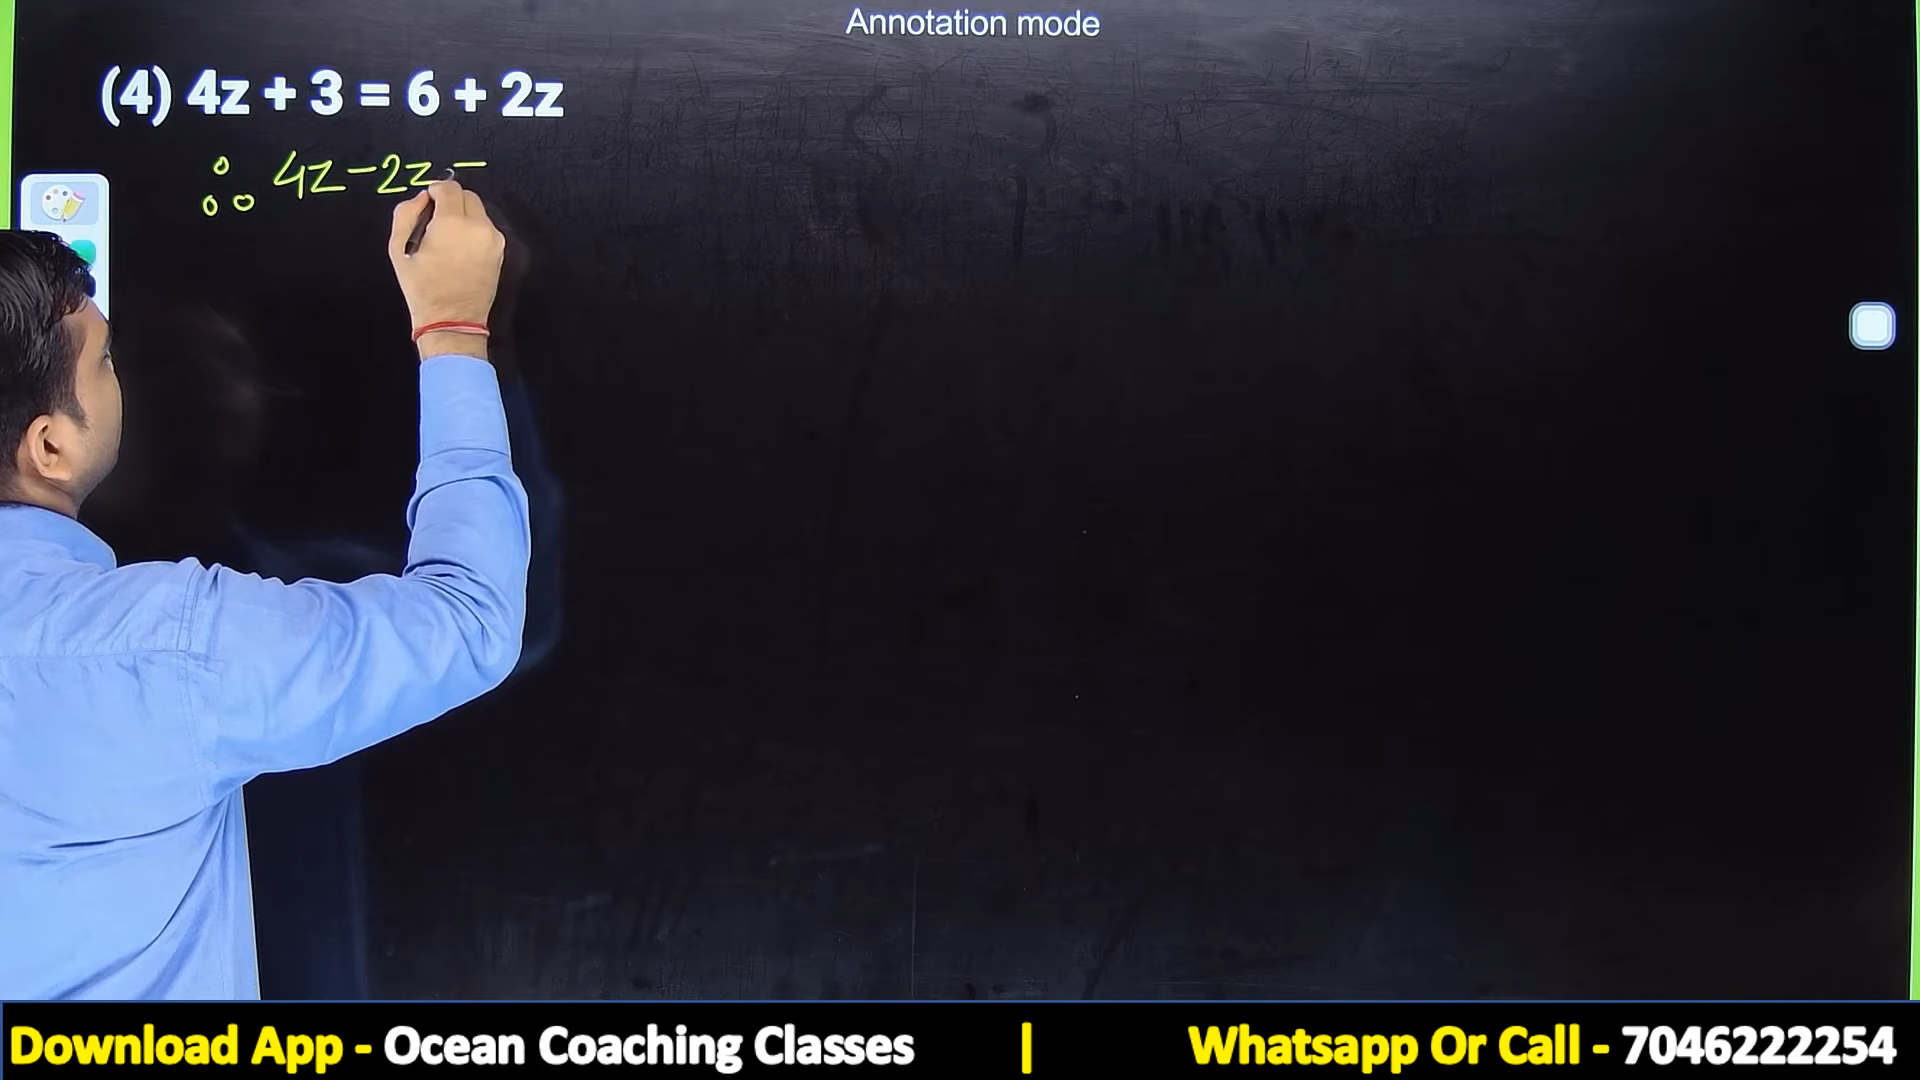 Annotation mode
(4) 4z + 3 = 6 + 2z
∴ 4z - 2z =
Download App - Ocean Coaching Classes | Whatsapp Or Call - 7046222254